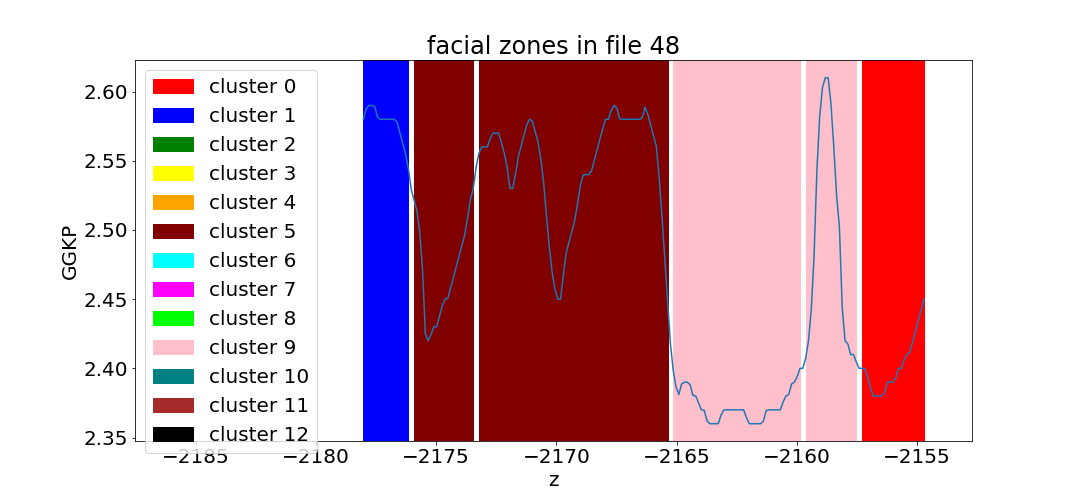 facial zones in file 48
GGKP
2.60
2.55
2.50
2.45
2.40
2.35
cluster 0
cluster 1
cluster 2
cluster 3
cluster 4
cluster 5
cluster 6
cluster 7
cluster 8
cluster 9
cluster 10
cluster 11
cluster 12
−2185 −2180 −2175 −2170 −2165 −2160 −2155
z